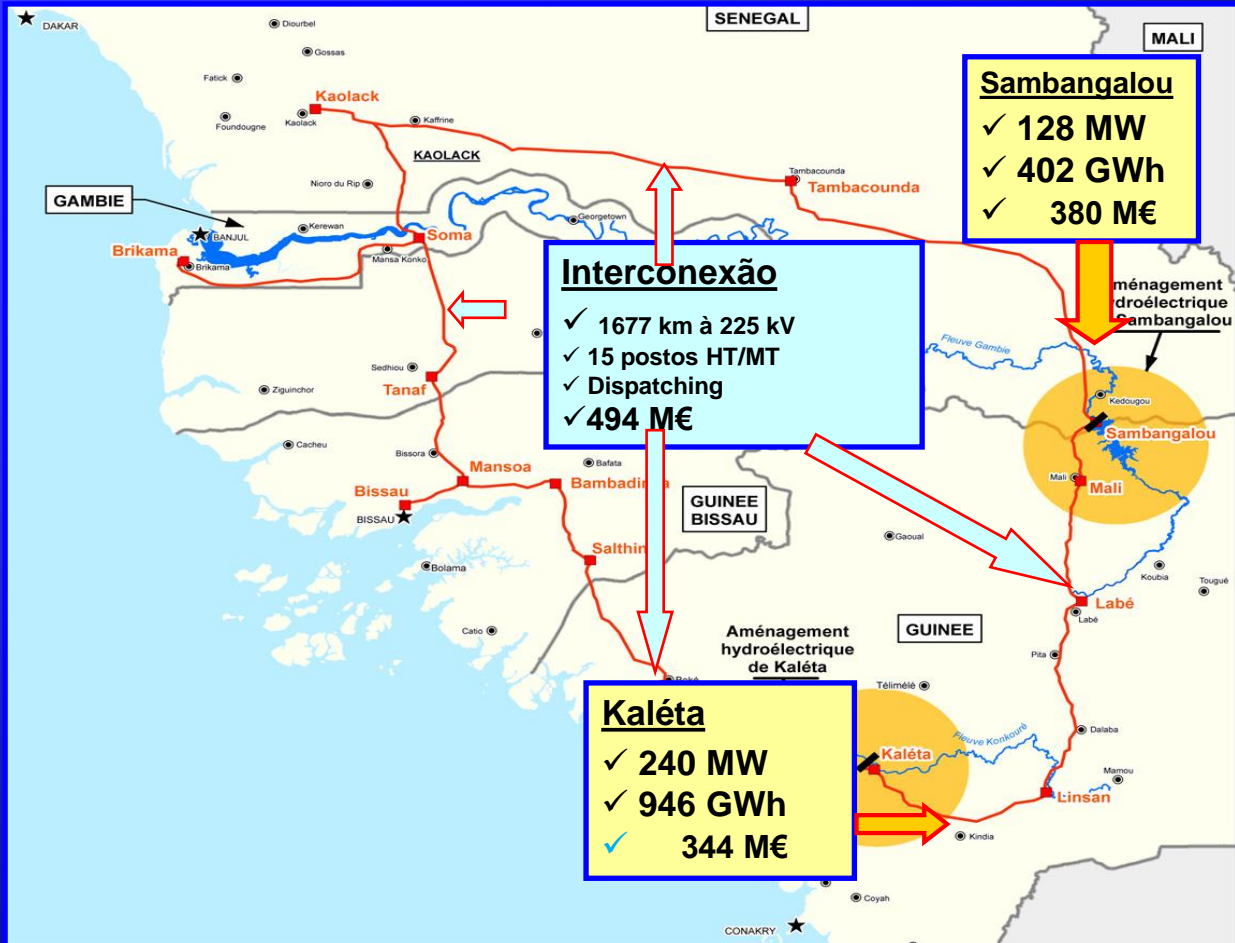 DAKAR
Diourbel
SENEGAL
MALI
Gossas
Fatick
Kaolack
Foundougne
Kaolack
Kaffrine
KAOLACK
Nioro du Rip
Tambacounda
Tambacounda
Sambangalou
✓ 128 MW
✓ 402 GWh
✓ 380 M€
GAMBIE
BANJUL
Kerewan
Georgetown
Soma
Brikama
Brikama
Mansa Konko
Interconexão
✓ 1677 km à 225 kV
✓ 15 postos HT/MT
✓ Dispatching
✓ 494 M€
ménagement
droélectrique
Sambangalou
Fleuve Gambie
Sedhiou
Tanaf
Ziguinchor
Kedougou
Sambangalou
Cacheu
Bissora
Mansoa
Bafata
Bissau
BISSAU
Mali
Mali
GUINEE
BISSAU
Salthin
Gaoual
Bolama
Koubia
Tougué
Labé
Labé
Catio
Aménagement
hydroélectrique
de Kaléta
GUINEE
Pita
Télimélé
Kaléta
✓ 240 MW
✓ 946 GWh
✓ 344 M€
Fleuve Konkouré
Kaléta
Dalaba
Mamou
Linsan
Kindia
Coyah
CONAKRY